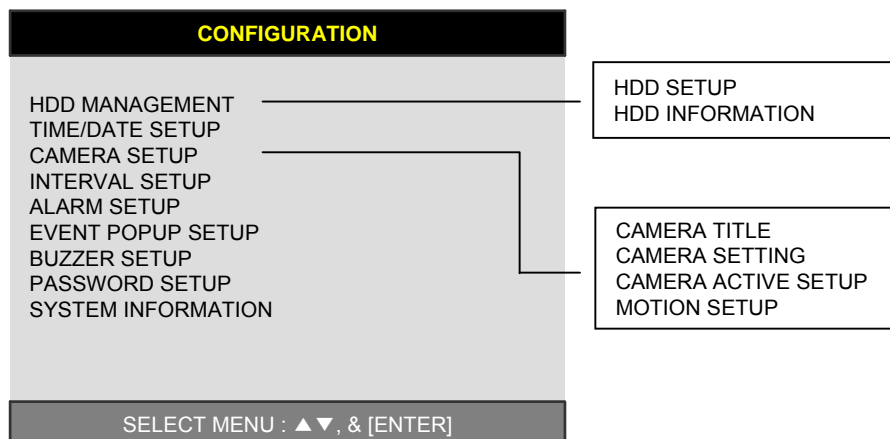 CONFIGURATION
HDD MANAGEMENT
TIME/DATE SETUP
CAMERA SETUP
INTERVAL SETUP
ALARM SETUP
EVENT POPUP SETUP
BUZZER SETUP
PASSWORD SETUP
SYSTEM INFORMATION
SELECT MENU : ▲▼, & [ENTER]
HDD SETUP
HDD INFORMATION
CAMERA TITLE
CAMERA SETTING
CAMERA ACTIVE SETUP
MOTION SETUP